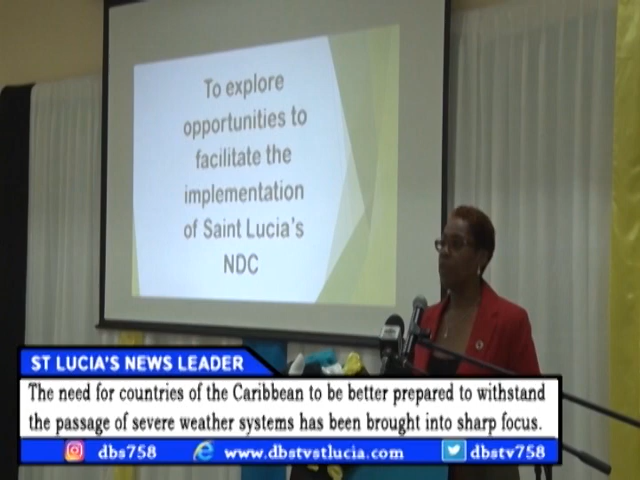 To explore
opportunities to
facilitate the
implementation
of Saint Lucia's
NDC
ST LUCIA'S NEWS LEADER
The need for countries of the Caribbean to be better prepared to withstand
the passage of severe weather systems has been brought into sharp focus.
dbs758 www.dbstvstlucia.com dbstv758